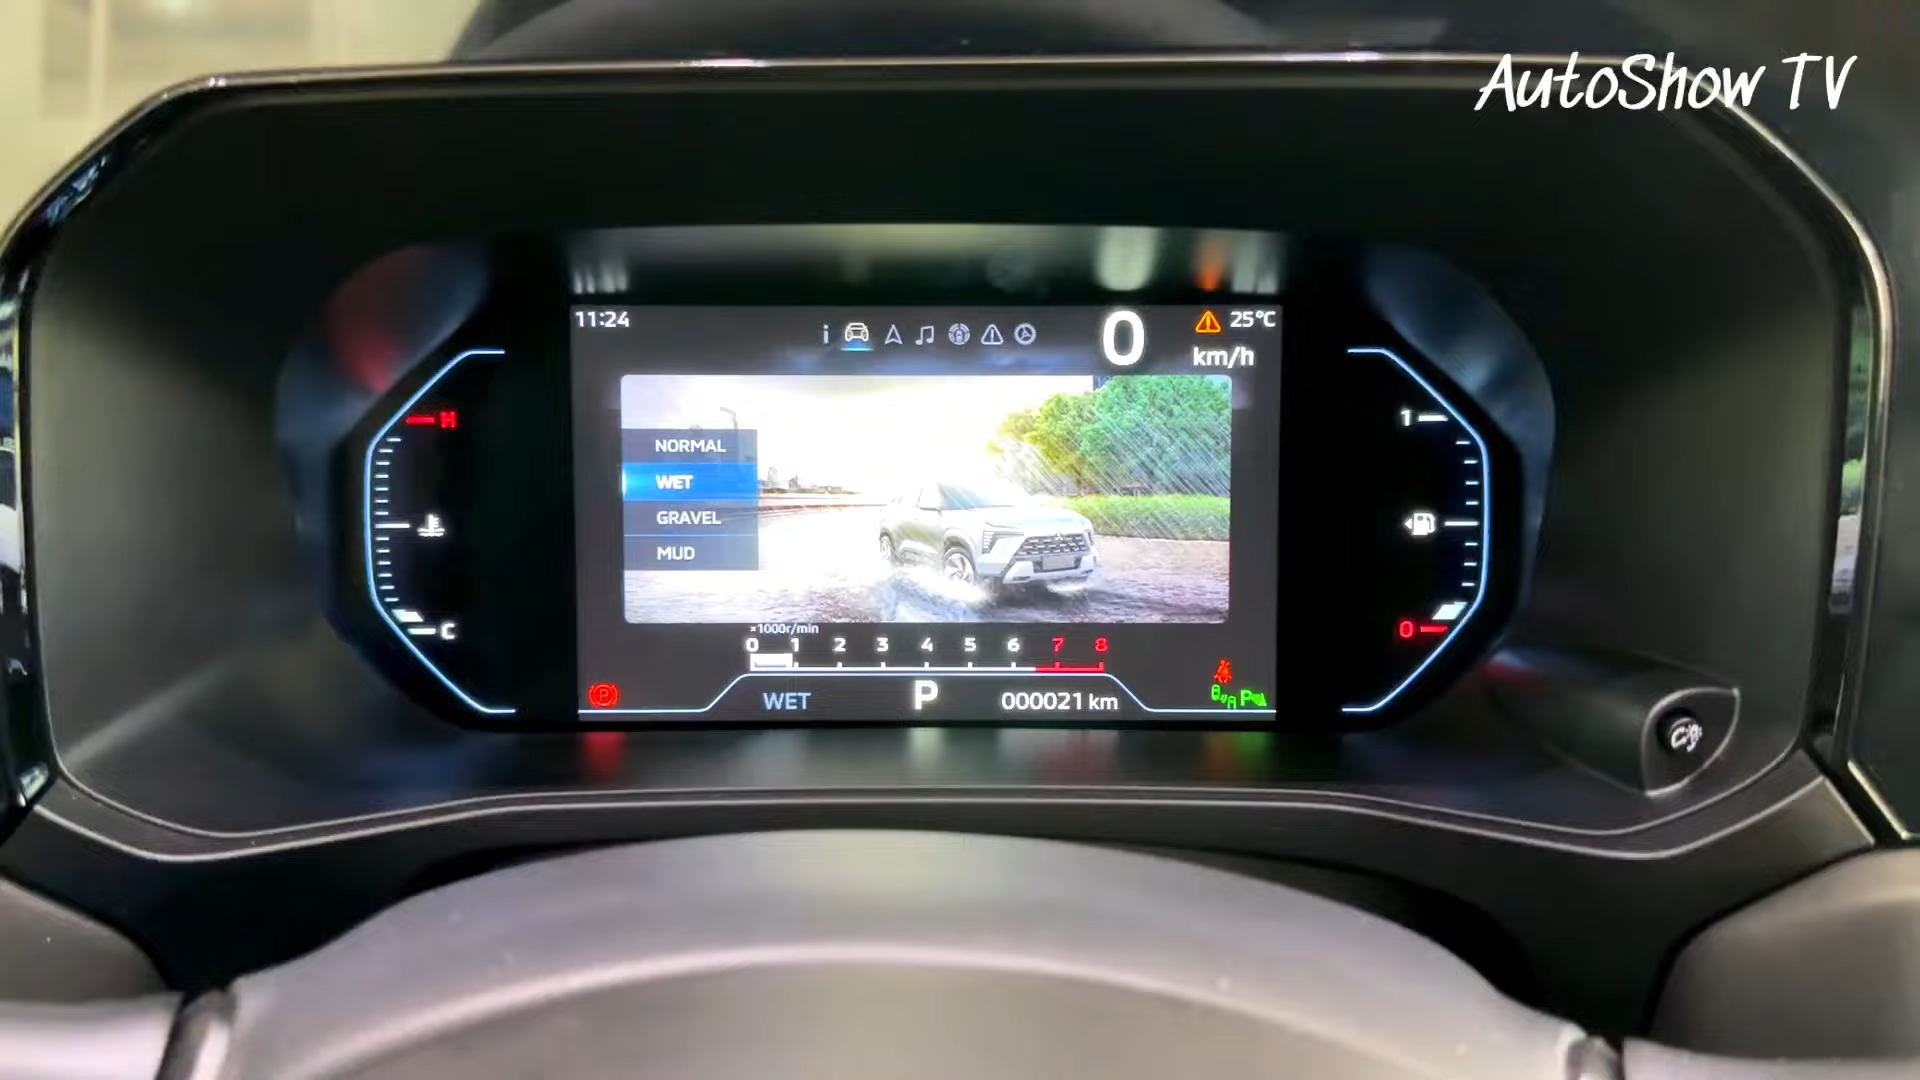 AutoShow TV
11:24
0
25°C
km/h
H
C
NORMAL
WET
GRAVEL
MUD
1
0
×1000r/min
0 1 2 3 4 5 6 7 8
WET P 000021 km
P
P